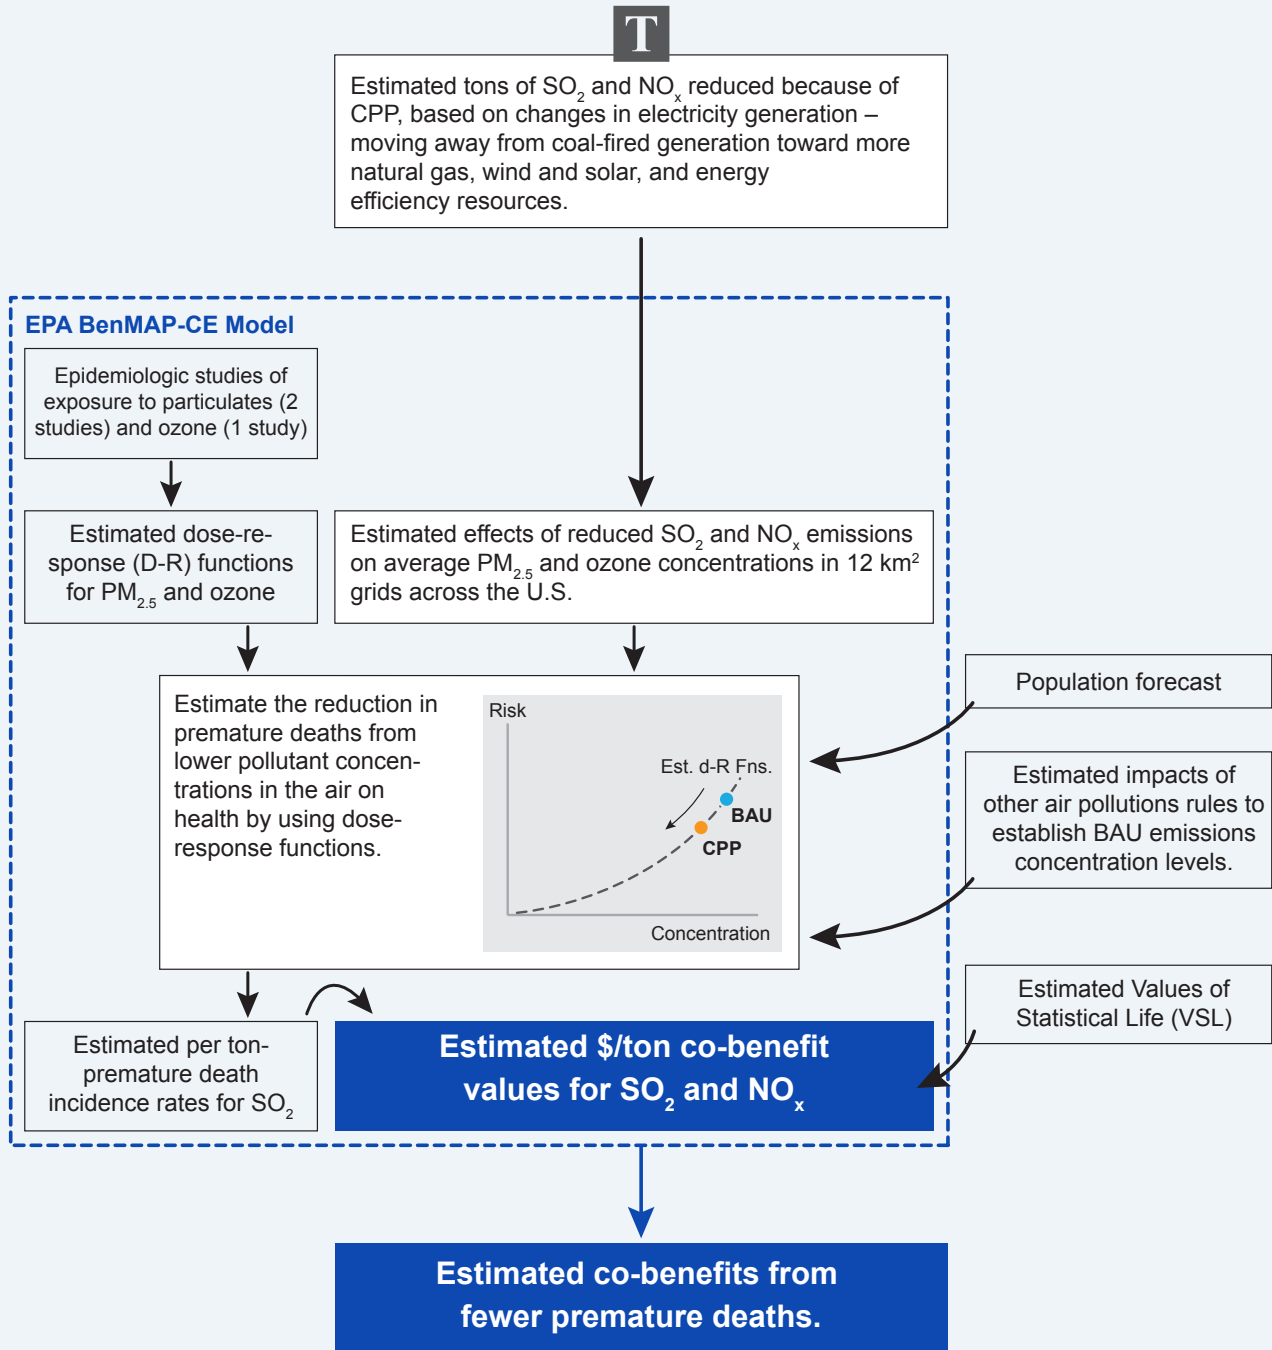 T
Estimated tons of SO₂ and NOₓ reduced because of
CPP, based on changes in electricity generation –
moving away from coal-fired generation toward more
natural gas, wind and solar, and energy
efficiency resources.
EPA BenMAP-CE Model
Epidemiologic studies of
exposure to particulates (2
studies) and ozone (1 study)
Estimated dose-re-
sponse (D-R) functions
for PM₂.₅ and ozone
Estimated effects of reduced SO₂ and NOₓ emissions
on average PM₂.₅ and ozone concentrations in 12 km²
grids across the U.S.
Estimate the reduction in
premature deaths from
lower pollutant concen-
trations in the air on
health by using dose-
response functions.
Risk
Est. d-R Fns.
BAU
CPP
Concentration
Population forecast
Estimated impacts of
other air pollutions rules to
establish BAU emissions
concentration levels.
Estimated Values of
Statistical Life (VSL)
Estimated per ton-
premature death
incidence rates for SO₂
Estimated $/ton co-benefit
values for SO₂ and NOₓ
Estimated co-benefits from
fewer premature deaths.